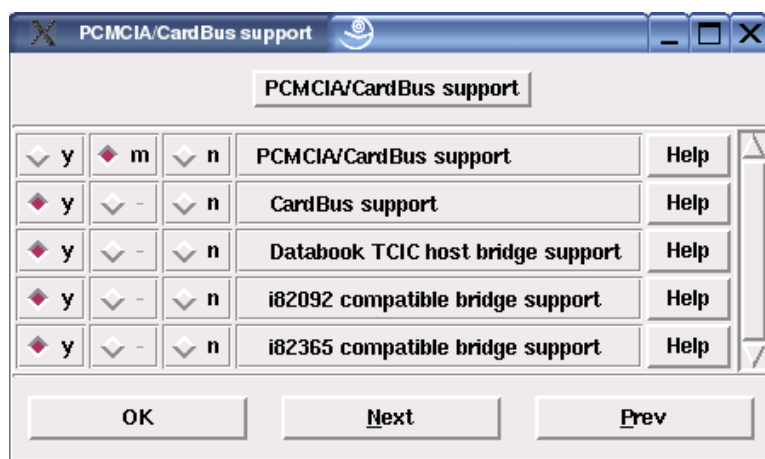 PCMCIA/CardBus support
PCMCIA/CardBus support
y m n PCMCIA/CardBus support Help
y - n CardBus support Help
y - n Databook TCIC host bridge support Help
y - n i82092 compatible bridge support Help
y - n i82365 compatible bridge support Help
OK Next Prev